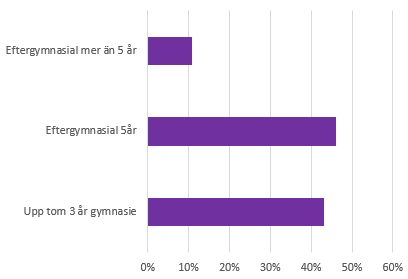 Eftergymnasial mer än 5 år
Eftergymnasial 5år
Upp tom 3 år gymnasie
0% 10% 20% 30% 40% 50% 60%